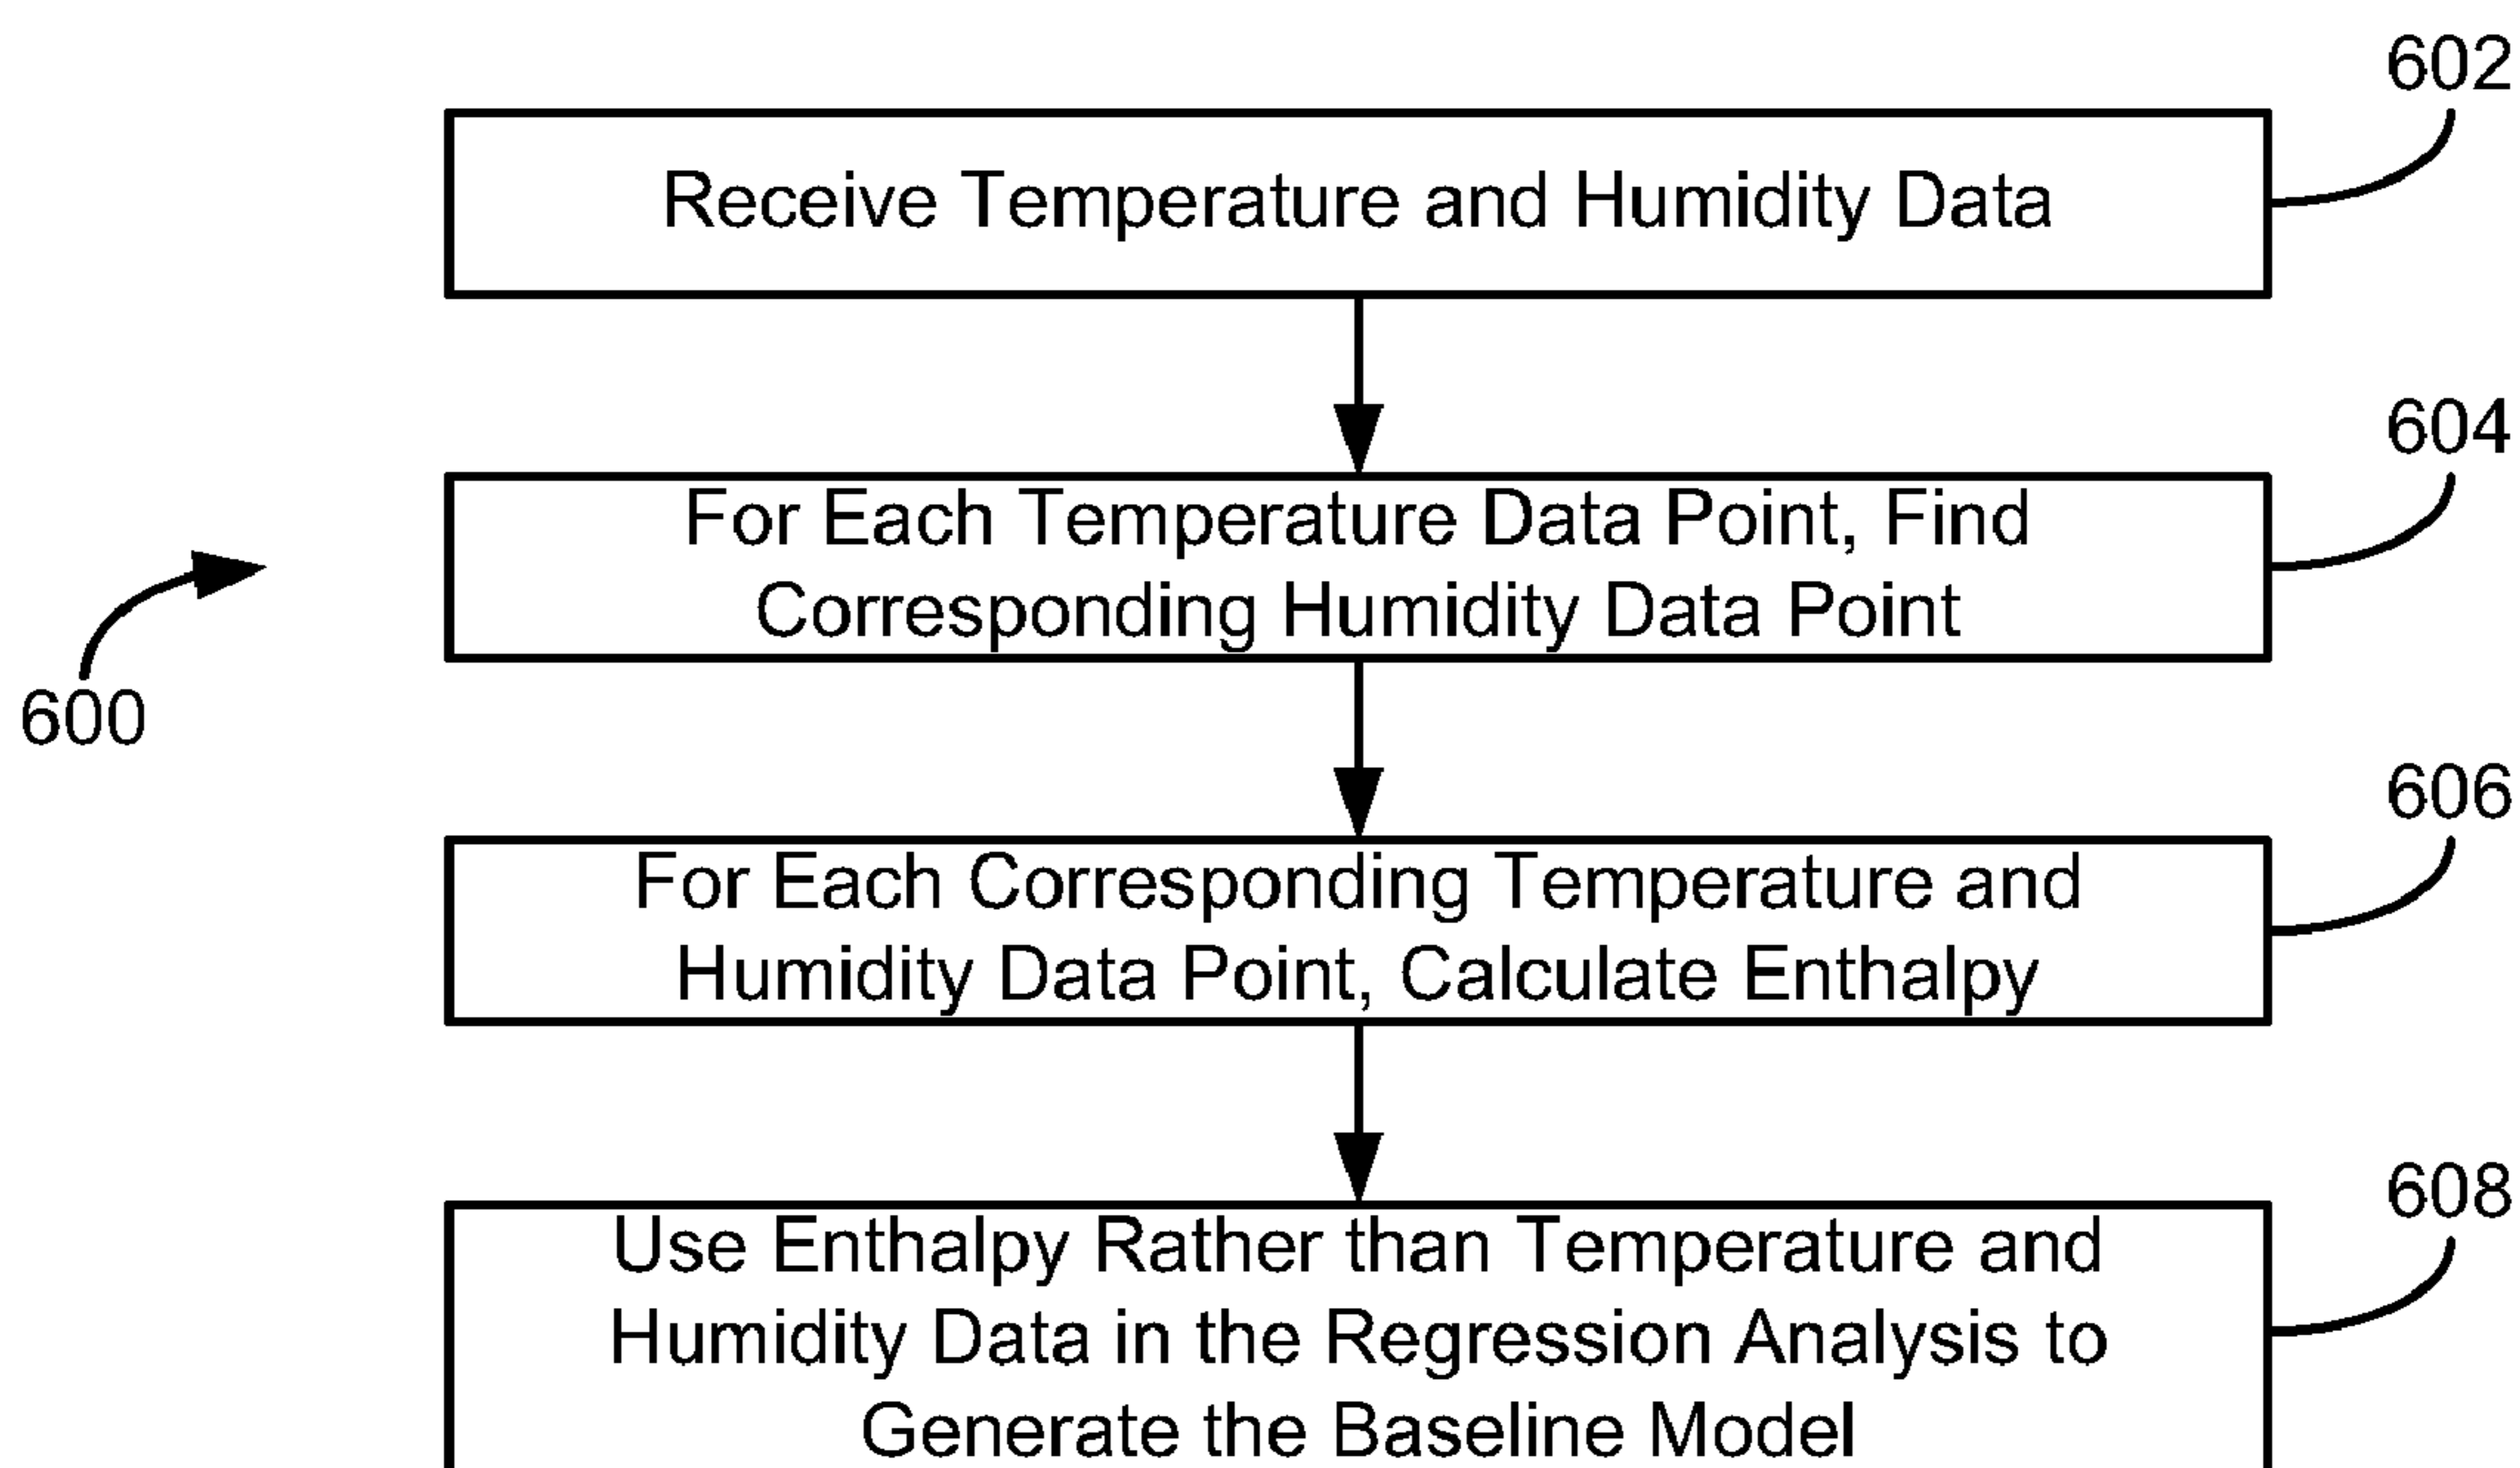 602
Receive Temperature and Humidity Data
604
For Each Temperature Data Point, Find
Corresponding Humidity Data Point
600
606
For Each Corresponding Temperature and
Humidity Data Point, Calculate Enthalpy
608
Use Enthalpy Rather than Temperature and
Humidity Data in the Regression Analysis to
Generate the Baseline Model